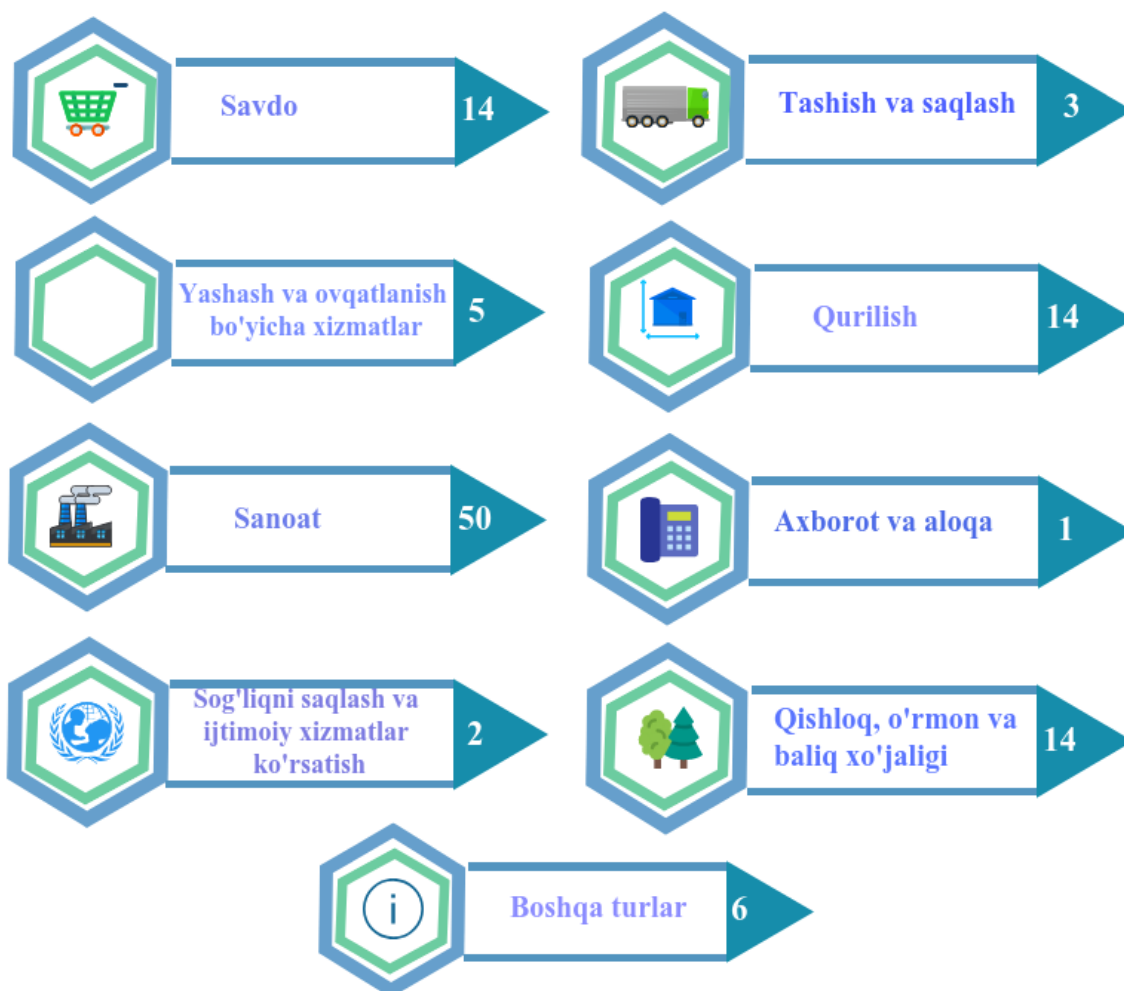 Savdo
14
Tashish va saqlash
3
Yashash va ovqatlanish
bo'yicha xizmatlar
5
Qurilish
14
Sanoat
50
Axborot va aloqa
1
Sog'liqni saqlash va
ijtimoiy xizmatlar
ko'rsatish
2
Qishloq, o'rmon va
baliq xo'jaligi
14
Boshqa turlar
6